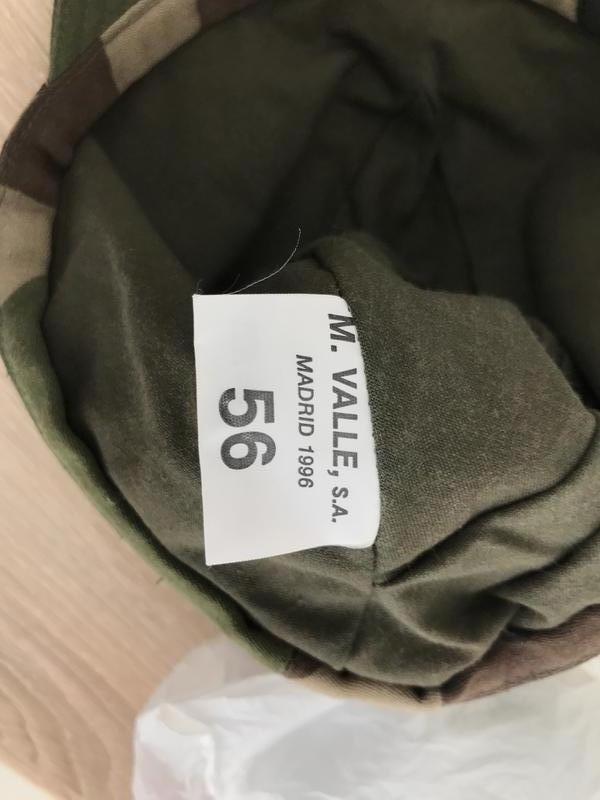 M. VALLE, S.A.
MADRID 1996
56